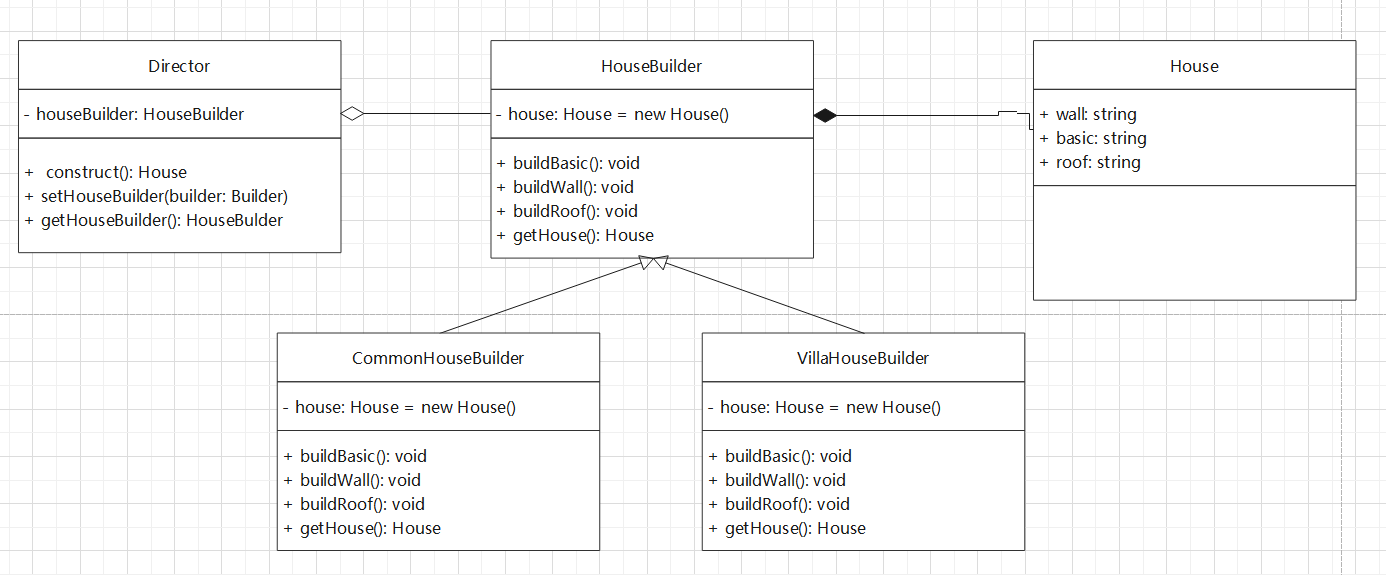 Director
- houseBuilder: HouseBuilder
+ construct(): House
+ setHouseBuilder(builder: Builder)
+ getHouseBuilder(): HouseBulder
HouseBuilder
- house: House = new House()
+ buildBasic(): void
+ buildWall(): void
+ buildRoof(): void
+ getHouse(): House
House
+ wall: string
+ basic: string
+ roof: string
CommonHouseBuilder
- house: House = new House()
+ buildBasic(): void
+ buildWall(): void
+ buildRoof(): void
+ getHouse(): House
VillaHouseBuilder
- house: House = new House()
+ buildBasic(): void
+ buildWall(): void
+ buildRoof(): void
+ getHouse(): House